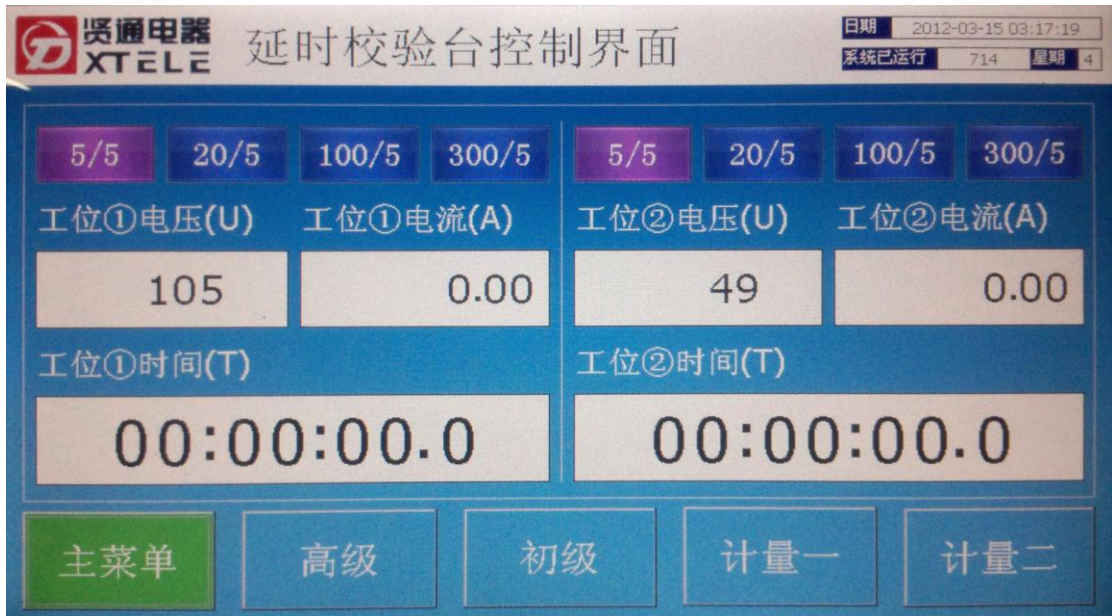 贤通电器
XTELE
延时校验台控制界面
日期 2012-03-15 03:17:19
系统已运行 714 星期 4
5/5 20/5 100/5 300/5 5/5 20/5 100/5 300/5
工位①电压(U) 工位①电流(A) 工位②电压(U) 工位②电流(A)
105 0.00 49 0.00
工位①时间(T) 工位②时间(T)
00:00:00.0 00:00:00.0
主菜单 高级 初级 计量一 计量二